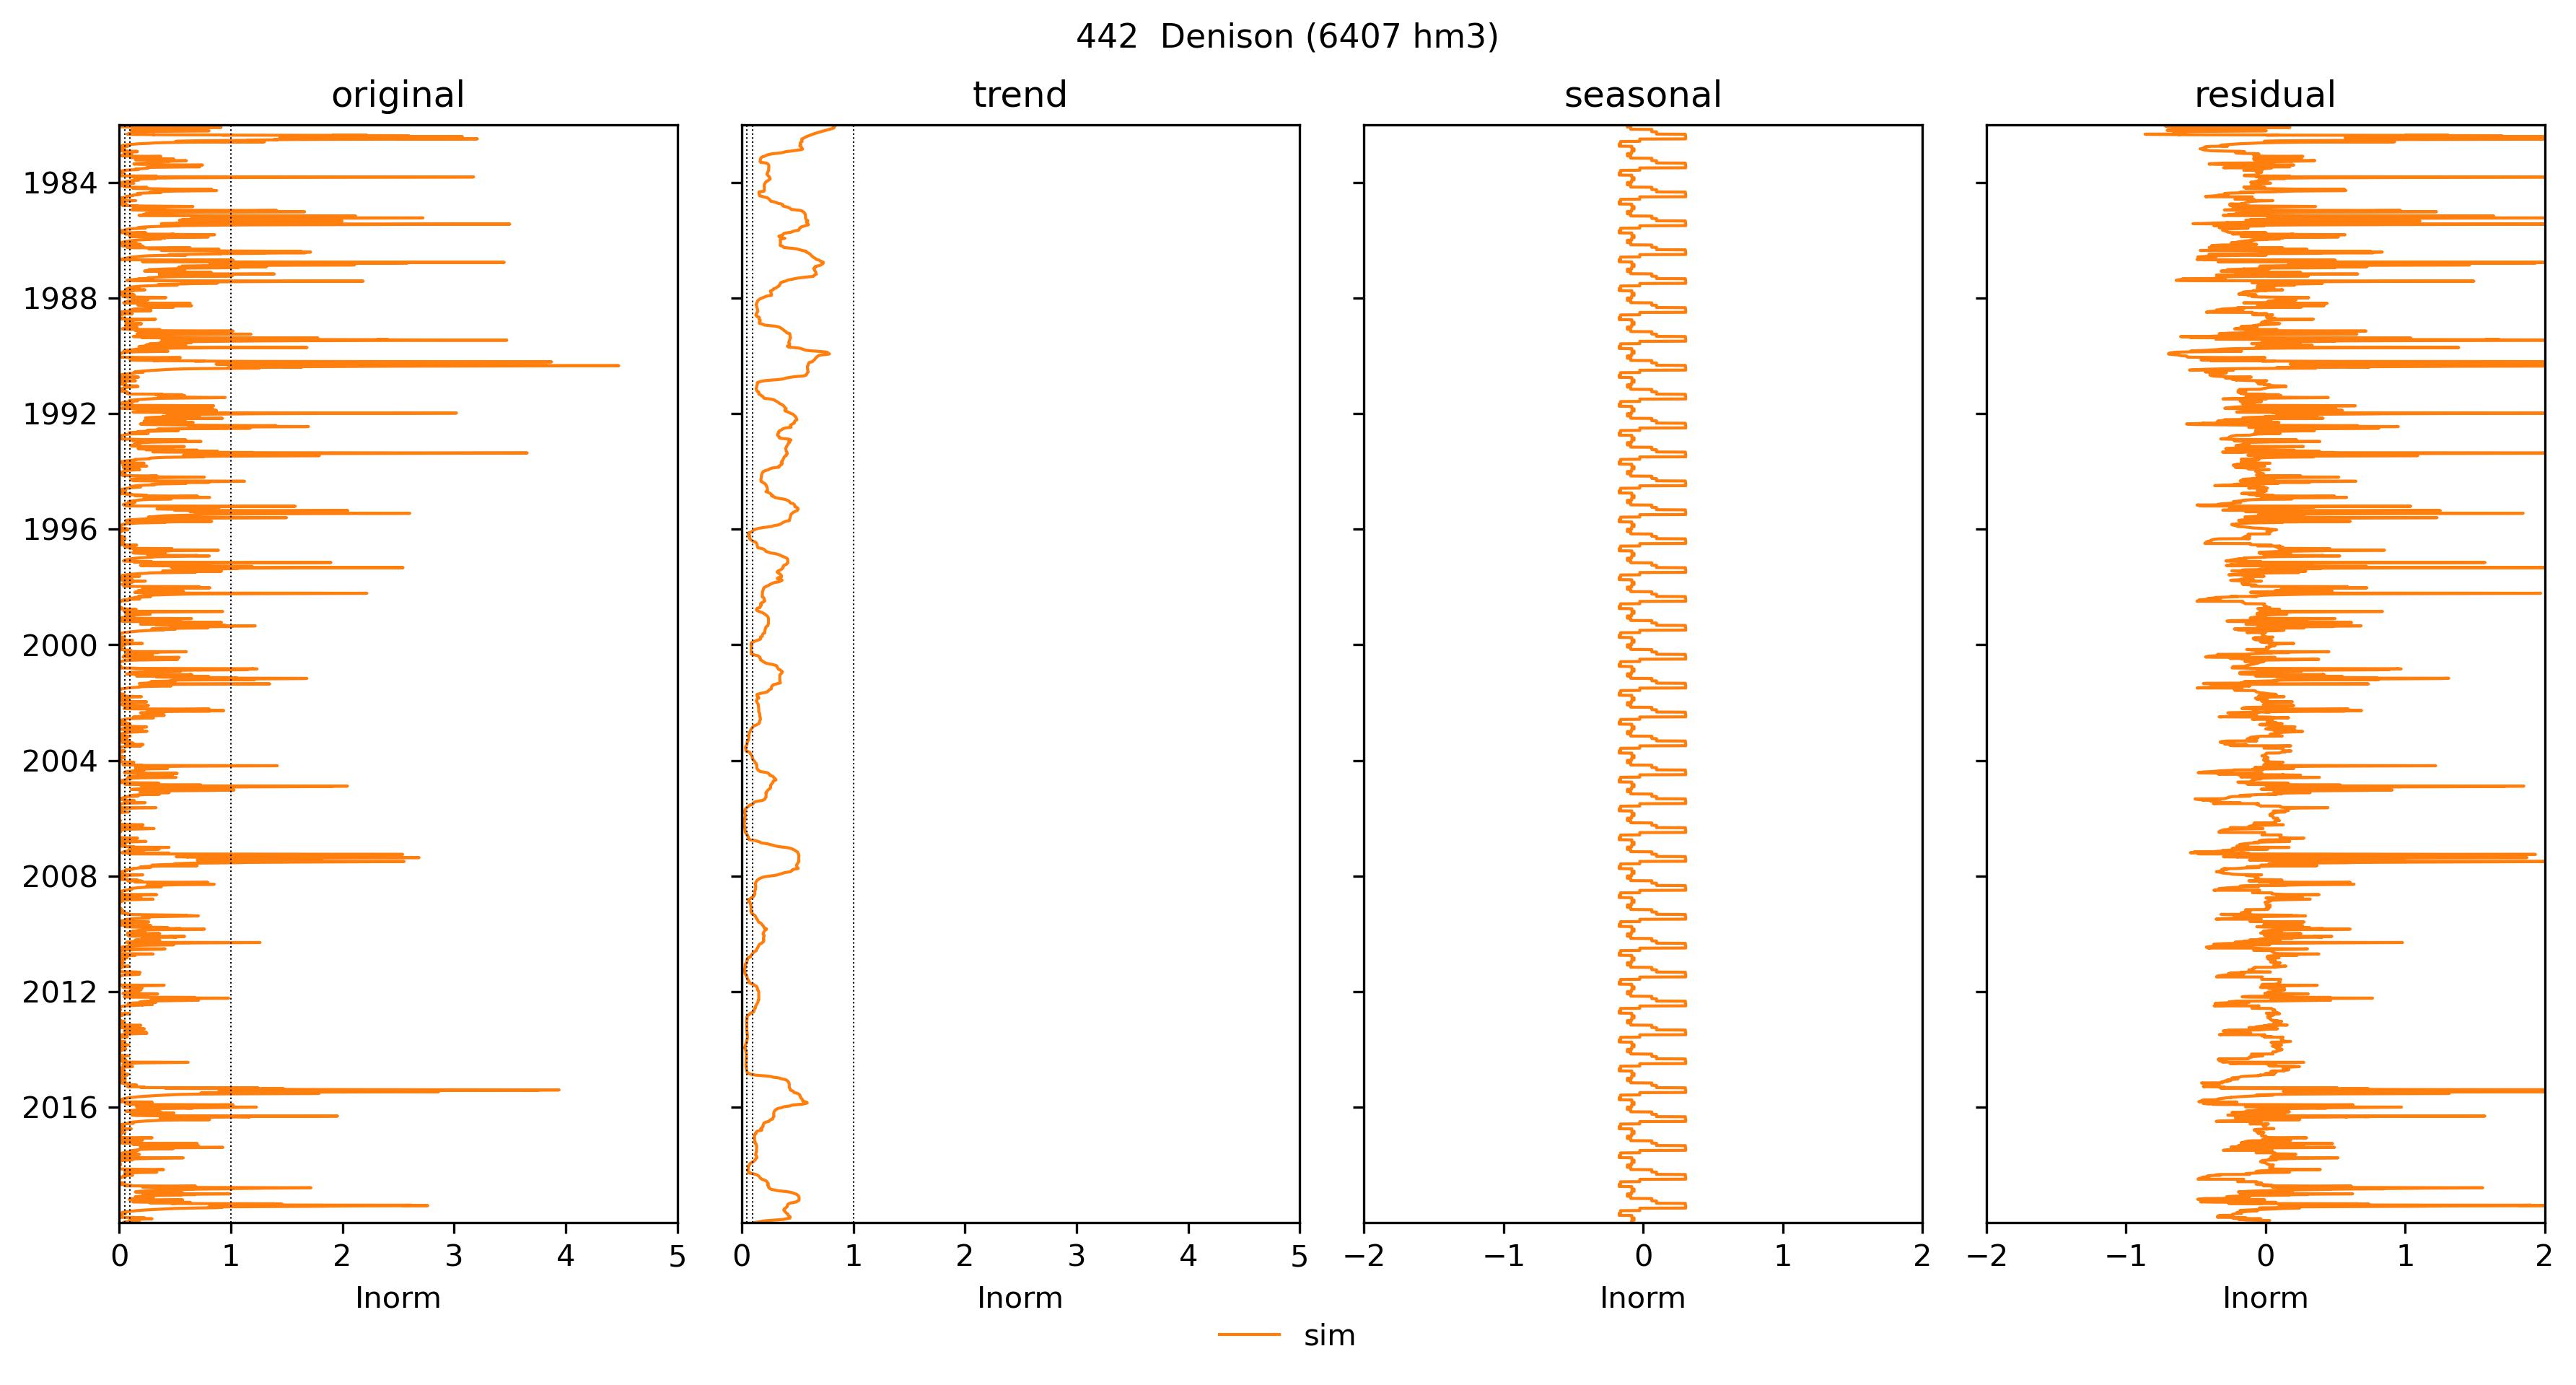 442  Denison (6407 hm3)
original
trend
seasonal
residual
1984
1988
1992
1996
2000
2004
2008
2012
2016
0 1 2 3 4 5
0 1 2 3 4 5
−2 −1 0 1 2
−2 −1 0 1 2
Inorm
Inorm
Inorm
Inorm
sim